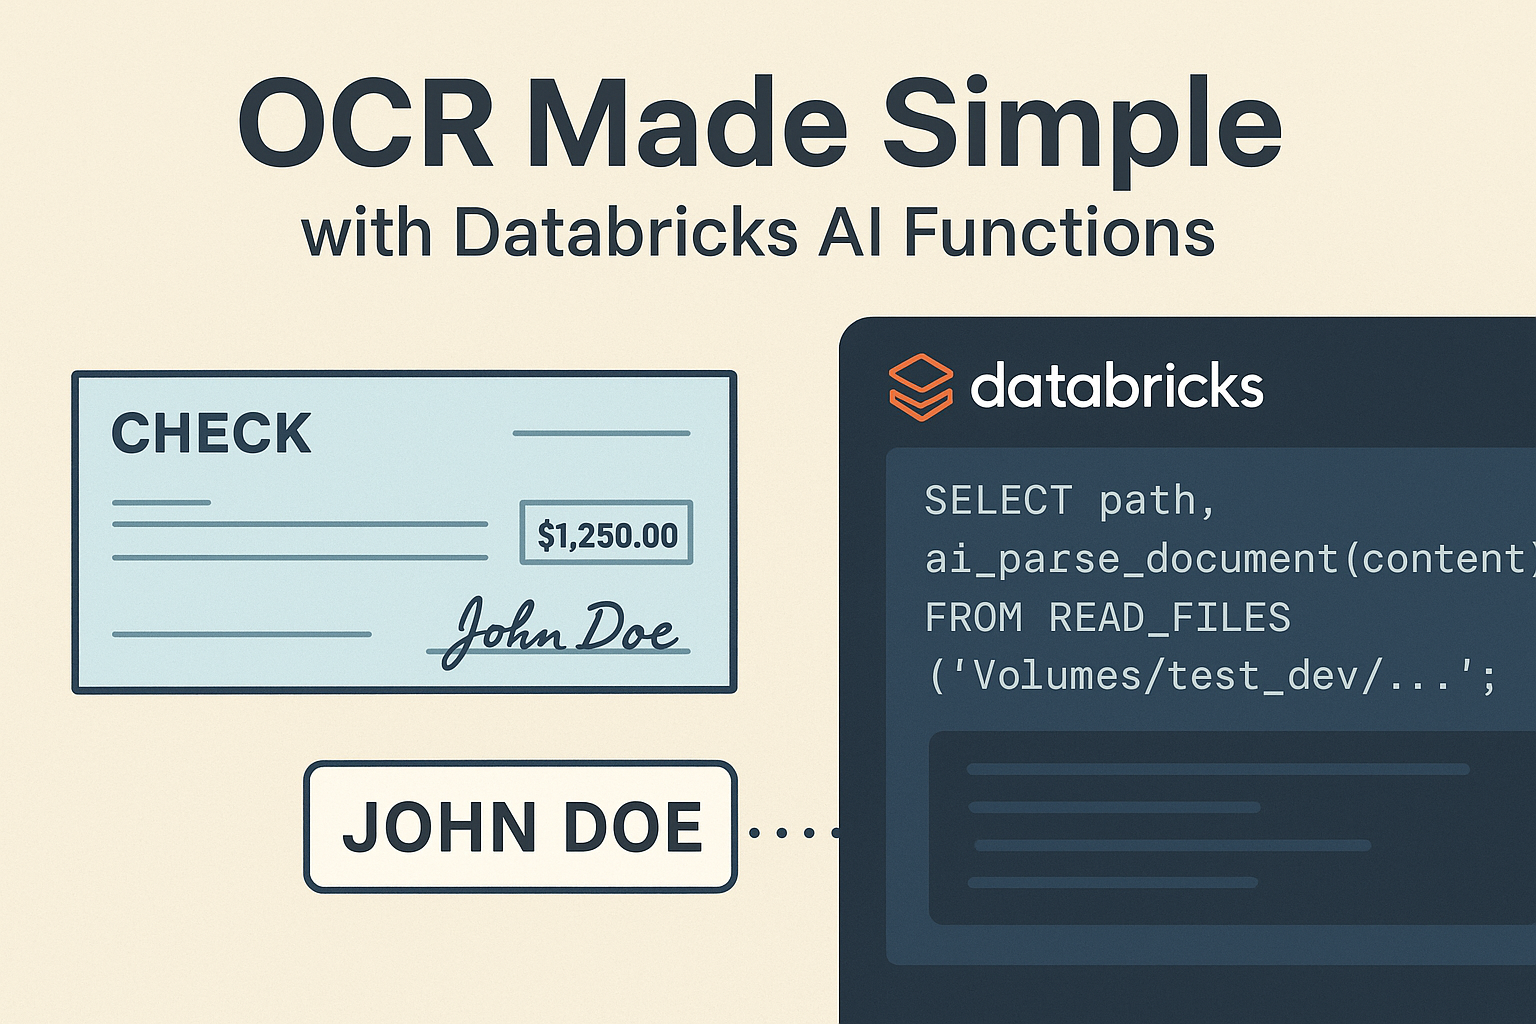 OCR Made Simple
with Databricks AI Functions
CHECK
$1,250.00
John Doe
JOHN DOE
databricks
SELECT path,
ai_parse_document(content)
FROM READ_FILES
('Volumes/test_dev/...';